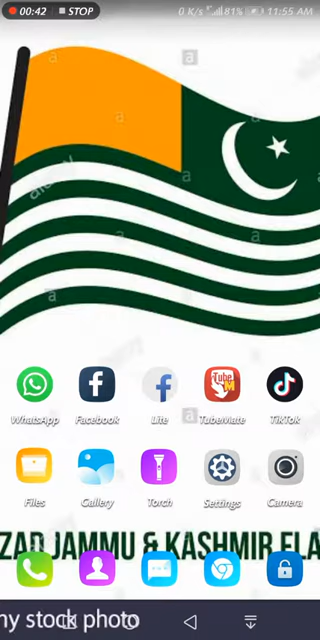 00:42 STOP 0 K/s 81% 11:55 AM
alamy
WhatsApp Facebook Lite TubeMate TikTok
Files Gallery Torch Settings Camera
ZAD JAMMU & KASHMIR FLA
my stock photo